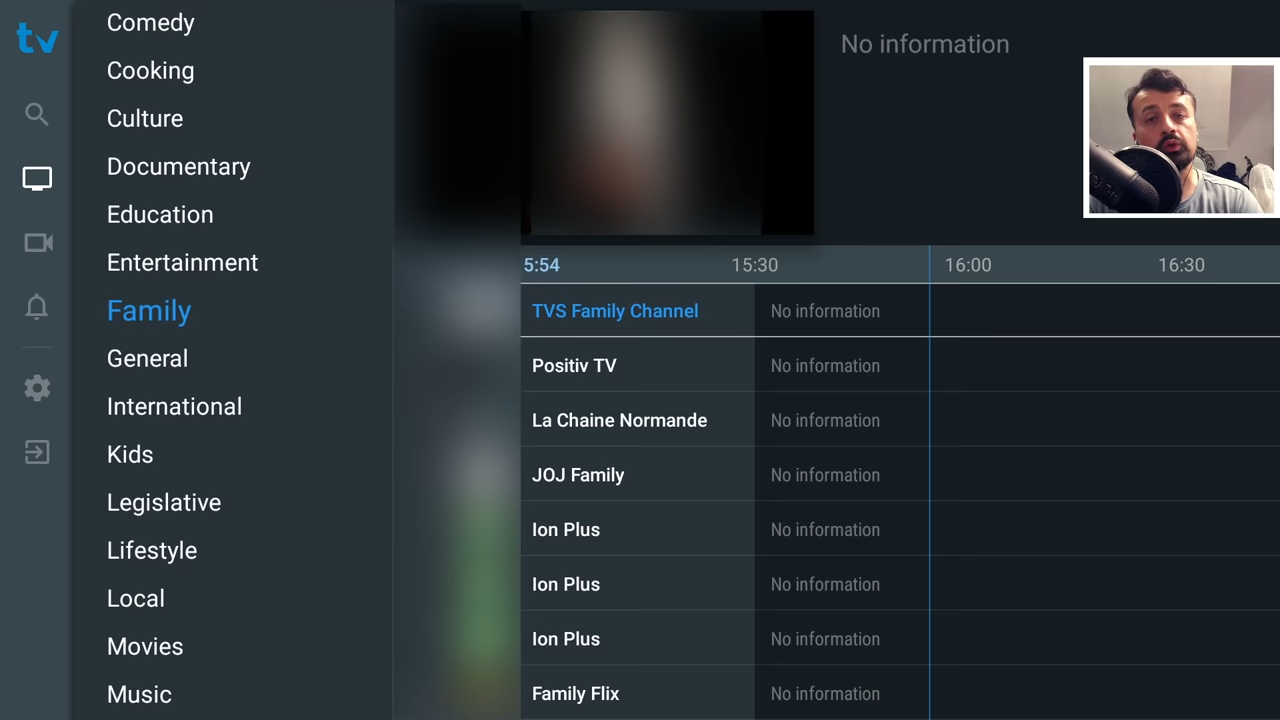 tv
Comedy
Cooking
Culture
Documentary
Education
Entertainment
Family
General
International
Kids
Legislative
Lifestyle
Local
Movies
Music
No information
5:54 15:30 16:00 16:30
TVS Family Channel No information
Positiv TV No information
La Chaine Normande No information
JOJ Family No information
Ion Plus No information
Ion Plus No information
Ion Plus No information
Family Flix No information